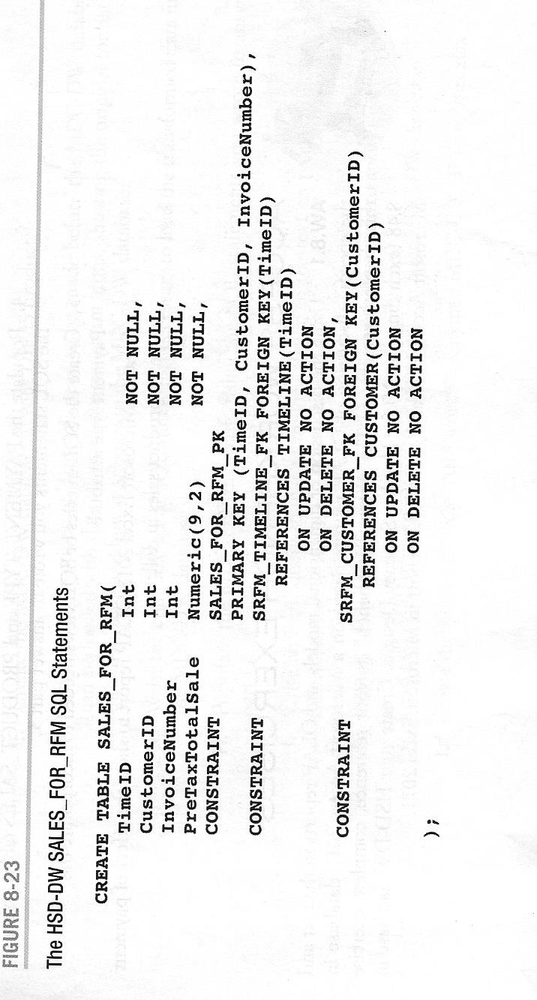 FIGURE 8-23
The HSD-DW SALES_FOR_RFM SQL Statements
CREATE TABLE SALES_FOR_RFM(
TimeID Int NOT NULL,
CustomerID Int NOT NULL,
InvoiceNumber Int NOT NULL,
PreTaxTotalSale Numeric(9,2) NOT NULL,
CONSTRAINT SALES_FOR_RFM_PK
PRIMARY KEY (TimeID, CustomerID, InvoiceNumber),
CONSTRAINT SRFM_TIMELINE_FK FOREIGN KEY(TimeID)
REFERENCES TIMELINE(TimeID)
ON UPDATE NO ACTION
ON DELETE NO ACTION,
CONSTRAINT SRFM_CUSTOMER_FK FOREIGN KEY(CustomerID)
REFERENCES CUSTOMER(CustomerID)
ON UPDATE NO ACTION
ON DELETE NO ACTION
);